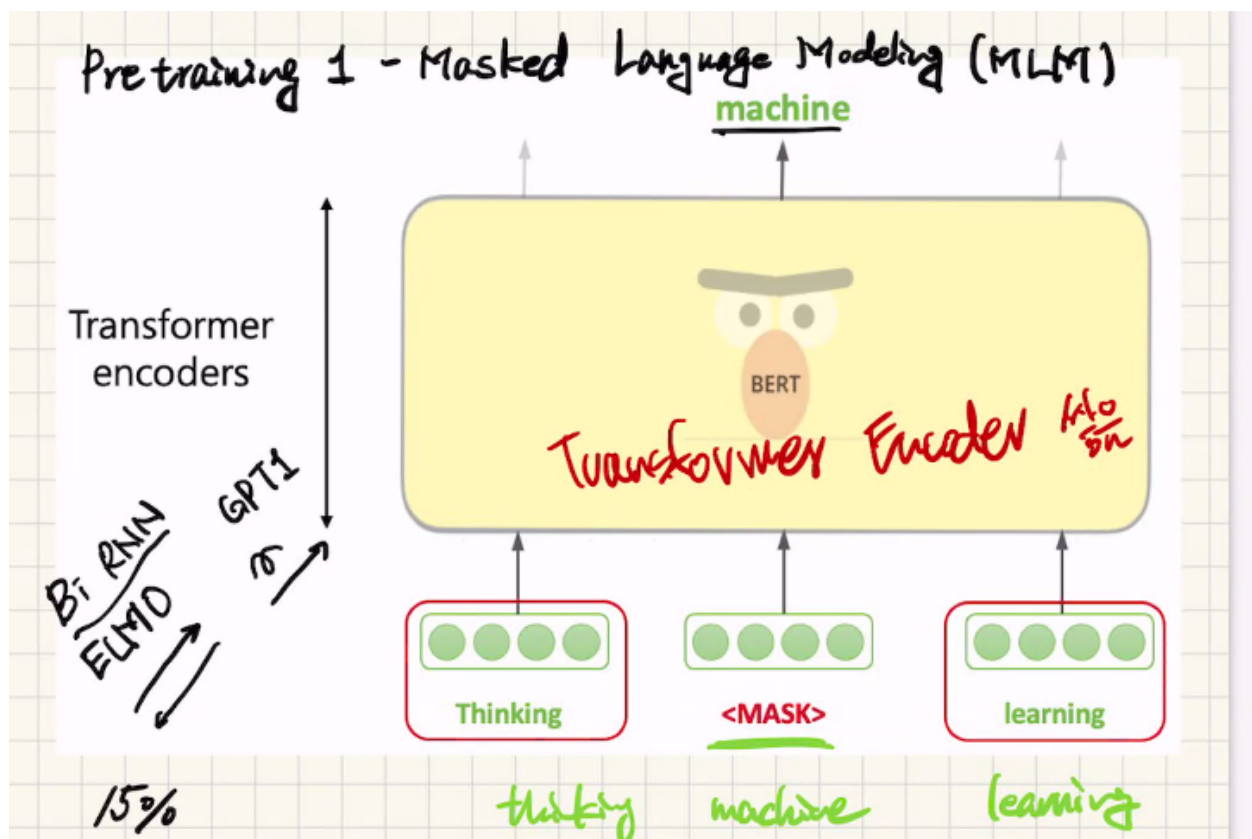 Pretraining 1 - Masked Language Modeling (MLM)
machine
Transformer
encoders
BERT
Transformer Encoder
GPT1
Bi RNN
ELMO
Thinking <MASK> learning
15% thinking machine learning